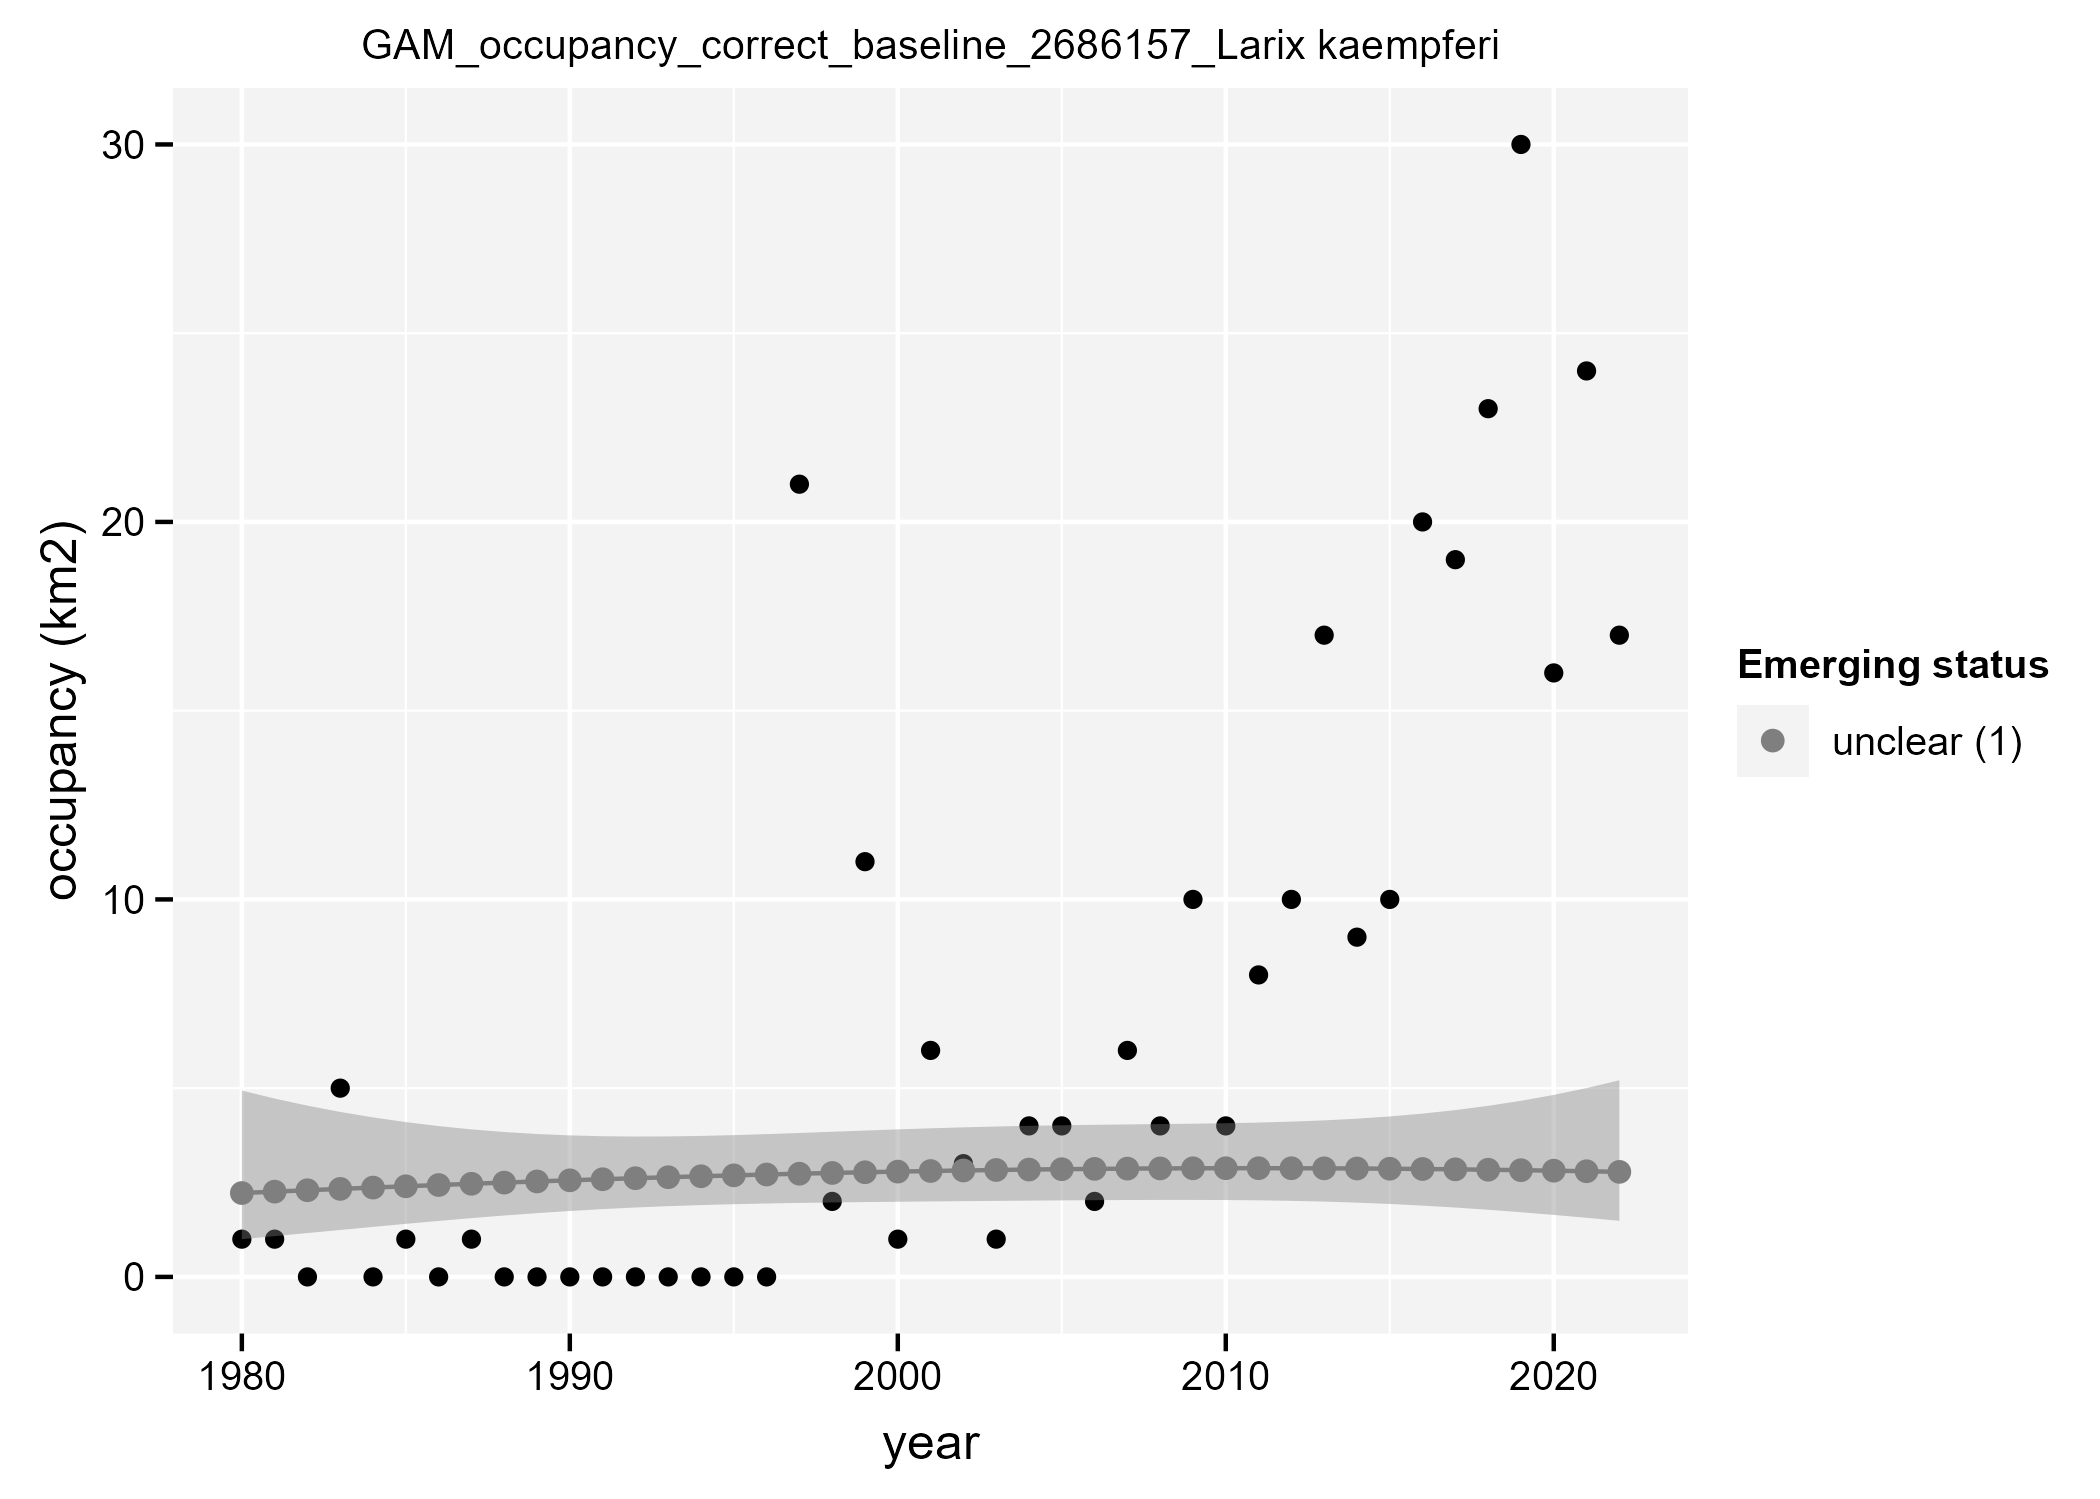 GAM_occupancy_correct_baseline_2686157_Larix kaempferi
30
20
10
0
occupancy (km2)
1980 1990 2000 2010 2020
year
Emerging status
unclear (1)